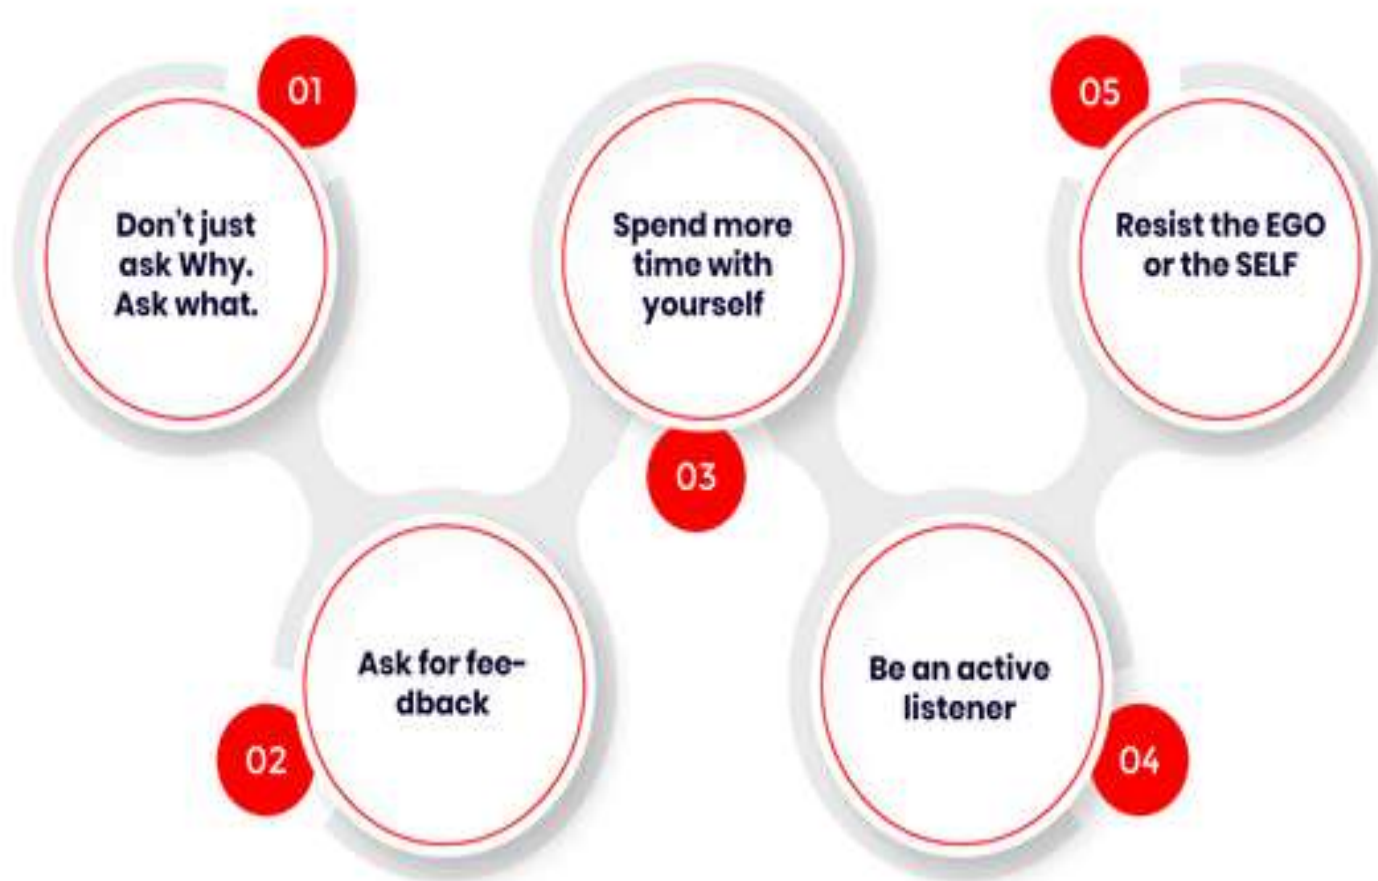 01
Don't just
ask Why.
Ask what.
02
Ask for fee-
dback
03
Spend more
time with
yourself
04
Be an active
listener
05
Resist the EGO
or the SELF